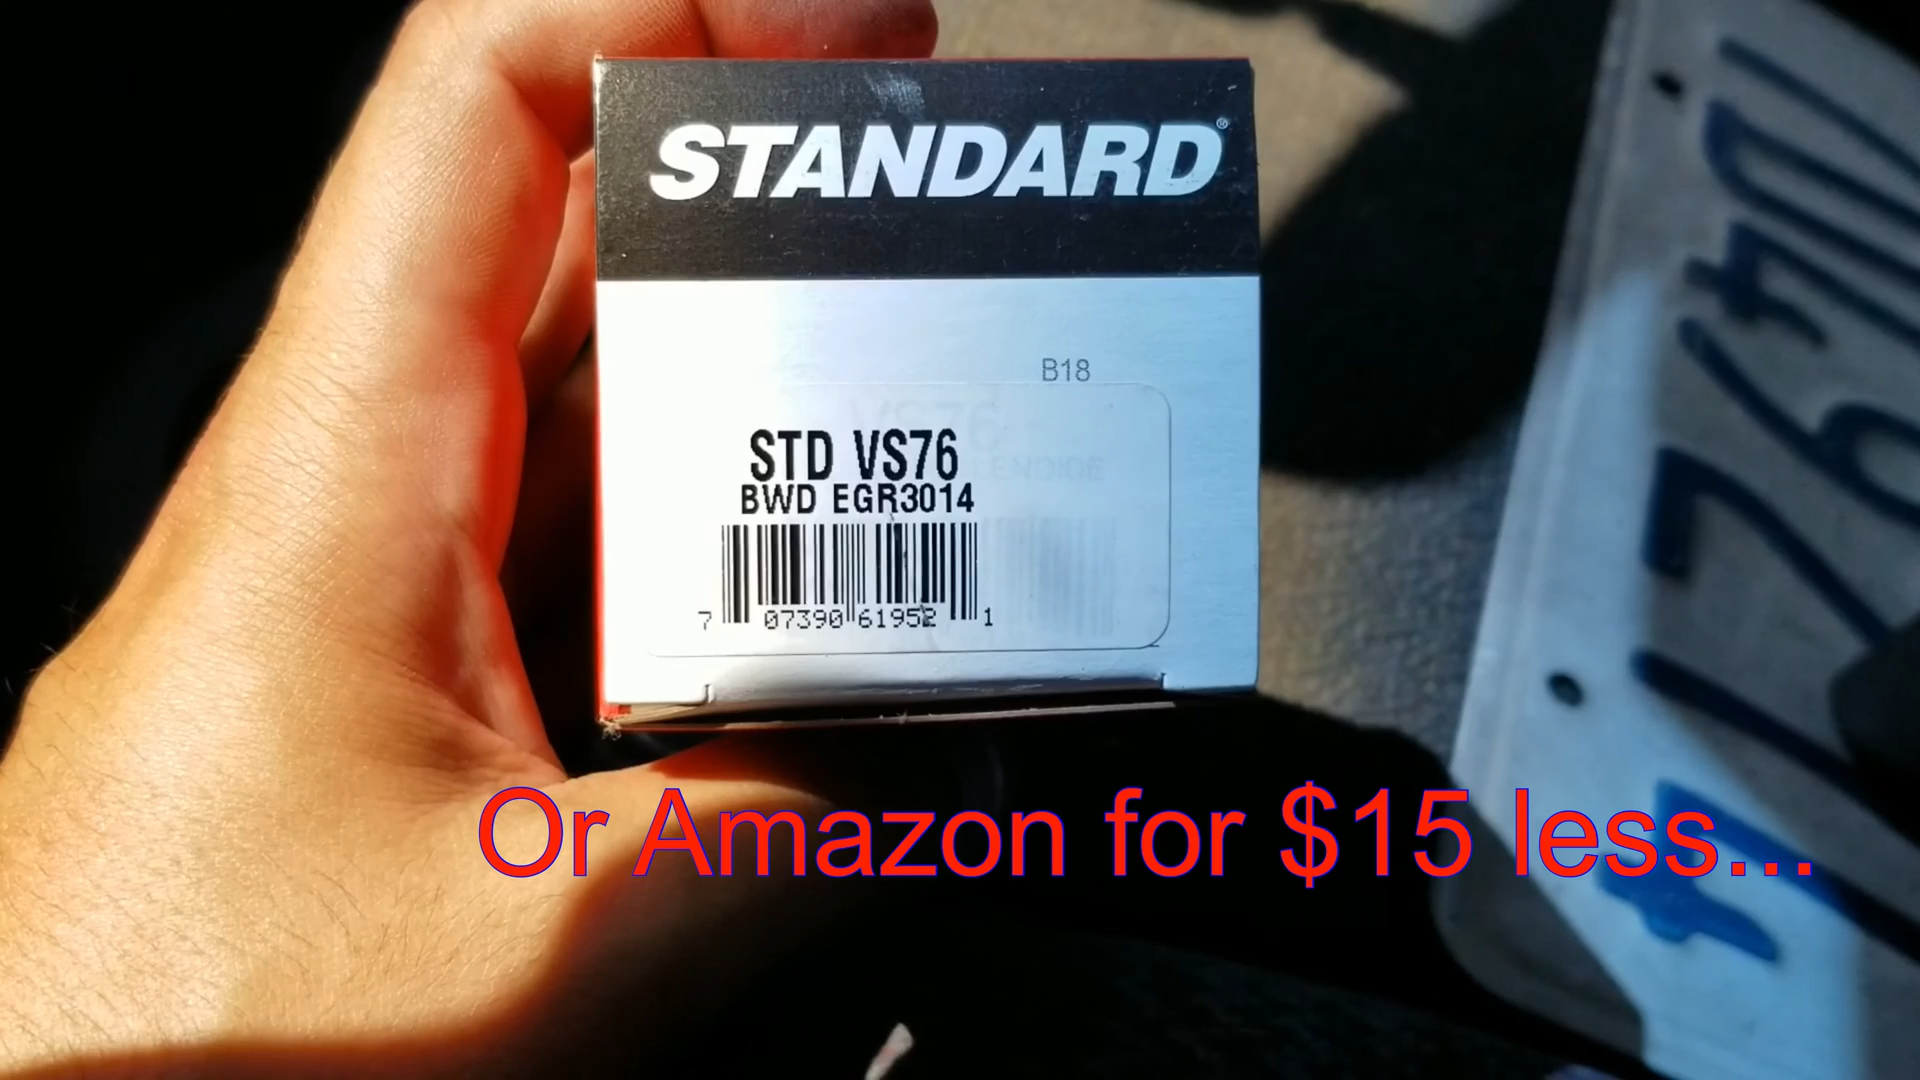 STANDARD®
B18
STD VS76
BWD EGR3014
7 07390 61952 1
Or Amazon for $15 less...